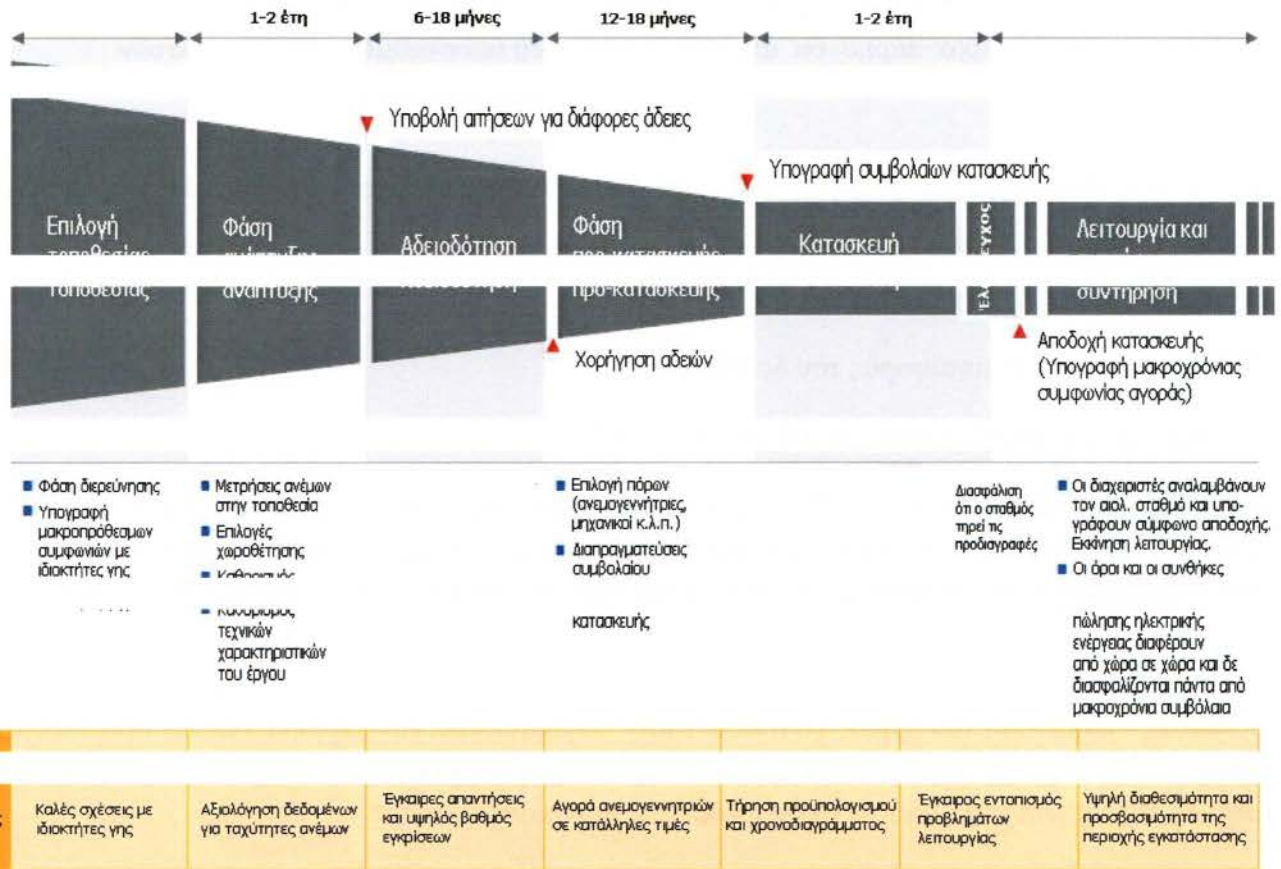 1-2 έτη
6-18 μήνες
12-18 μήνες
1-2 έτη
Υποβολή αιτήσεων για διάφορες άδειες
Υπογραφή συμβολαίων κατασκευής
Επιλογή
τοποθεσίας
Φάση
ανάπτυξης
Αδειοδότηση
Φάση
προ-κατασκευής
Κατασκευή
Λειτουργία και
συντήρηση
Χορήγηση αδειών
Αποδοχή κατασκευής
(Υπογραφή μακροχρόνιας
συμφωνίας αγοράς)
Φάση διερεύνησης
Υπογραφή
μακροπρόθεσμων
συμφωνιών με
ιδιοκτήτες γης
Μετρήσεις ανέμων
στην τοποθεσία
Επιλογές
χωροθέτησης
Καθορισμός
τεχνικών
χαρακτηριστικών
του έργου
Επιλογή πόρων
(ανεμογεννήτριες,
μηχανικοί κ.λ.π.)
Διαπραγματεύσεις
συμβολαίου
κατασκευής
Διασφάλιση
ότι ο σταθμός
τηρεί τις
προδιαγραφές
Οι διαχειριστές αναλαμβάνουν
τον αιολ. σταθμό και υπο-
γράφουν σύμφωνο αποδοχής.
Εκκίνηση λειτουργίας.
Οι όροι και οι συνθήκες
πώλησης ηλεκτρικής
ενέργειας διαφέρουν
από χώρα σε χώρα και δε
διασφαλίζονται πάντα από
μακροχρόνια συμβόλαια
Καλές σχέσεις με
ιδιοκτήτες γης
Αξιολόγηση δεδομένων
για ταχύτητες ανέμων
Έγκαιρες απαντήσεις
και υψηλός βαθμός
εγκρίσεων
Αγορά ανεμογεννητριών
σε κατάλληλες τιμές
Τήρηση προϋπολογισμού
και χρονοδιαγράμματος
Έγκαιρος εντοπισμός
προβλημάτων
λειτουργίας
Υψηλή διαθεσιμότητα και
προσβασιμότητα της
περιοχής εγκατάστασης